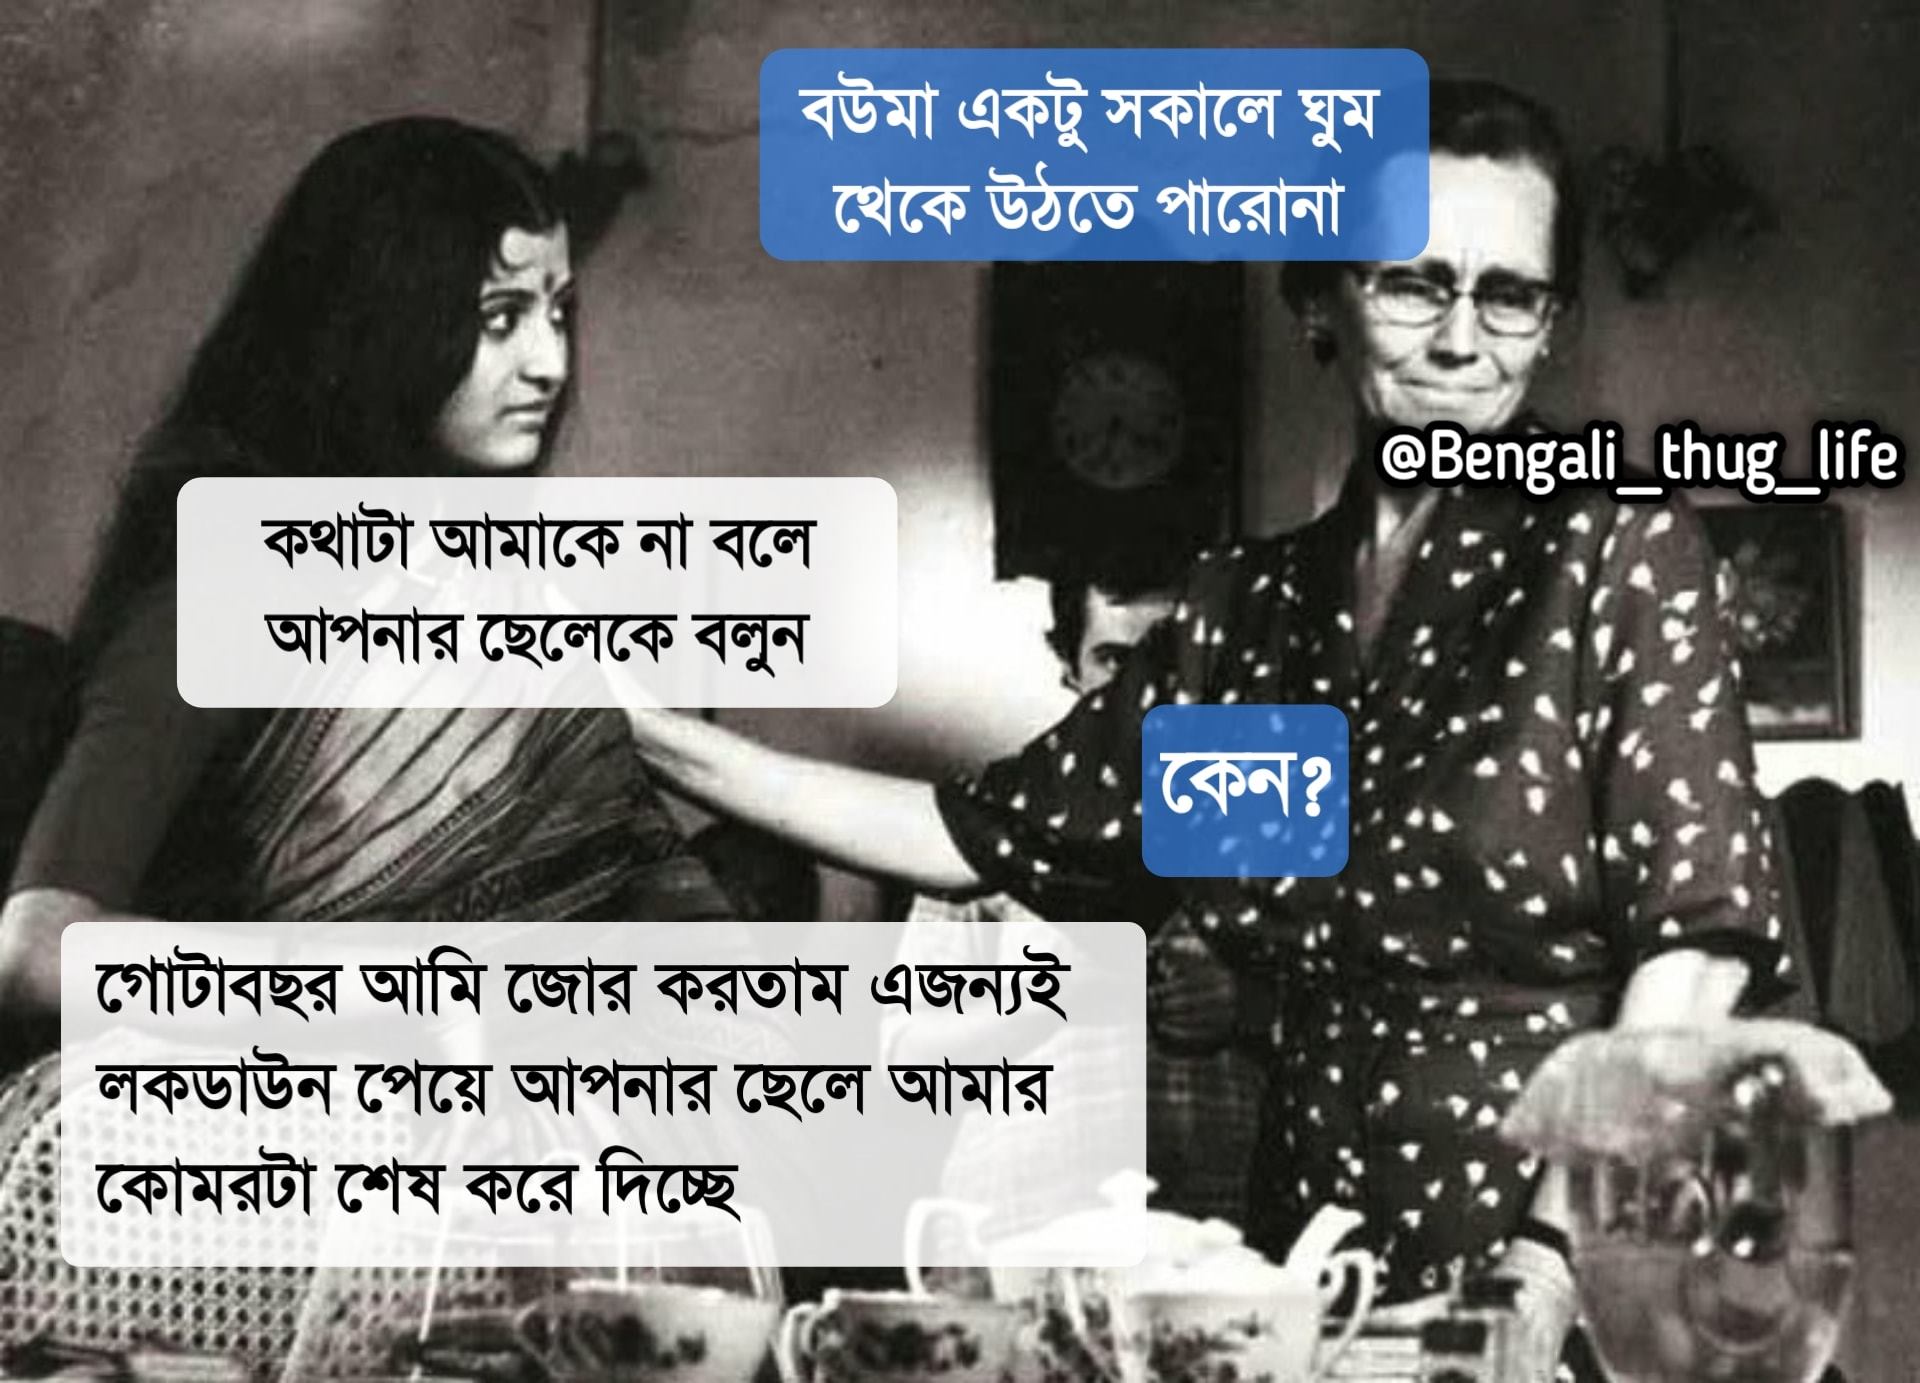 বউমা একটু সকালে ঘুম
থেকে উঠতে পারোনা
@Bengali_thug_life
কথাটা আমাকে না বলে
আপনার ছেলেকে বলুন
কেন?
গোটাবছর আমি জোর করতাম এজন্যই
লকডাউন পেয়ে আপনার ছেলে আমার
কোমরটা শেষ করে দিচ্ছে